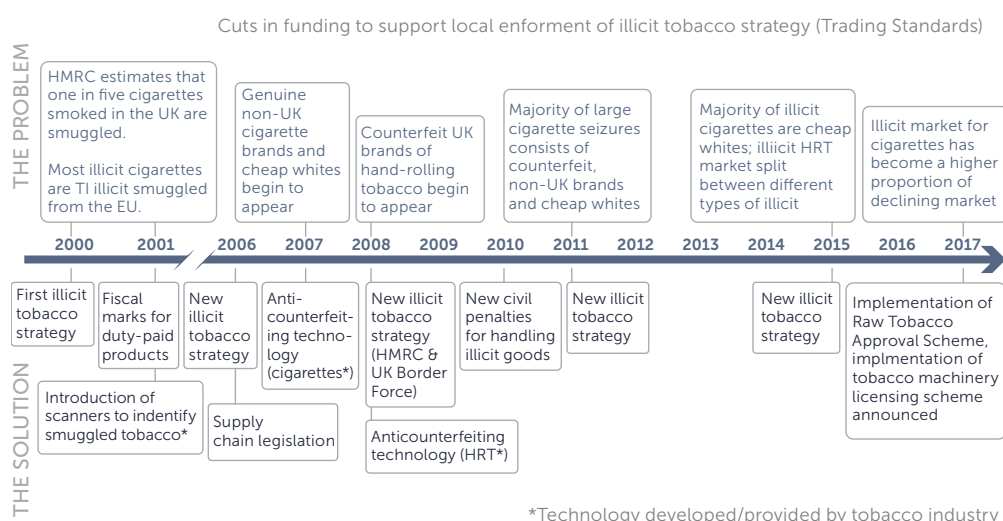 Cuts in funding to support local enforment of illicit tobacco strategy (Trading Standards)
THE PROBLEM
HMRC estimates that
one in five cigarettes
smoked in the UK are
smuggled.
Most illicit cigarettes
are TI illicit smuggled
from the EU.
Genuine
non-UK
cigarette
brands and
cheap whites
begin to
appear
Counterfeit UK
brands of
hand-rolling
tobacco begin
to appear
Majority of large
cigarette seizures
consists of
counterfeit,
non-UK brands
and cheap whites
Majority of illicit
cigarettes are cheap
whites; illiicit HRT
market split
between different
types of illicit
Illicit market for
cigarettes has
become a higher
proportion of
declining market
2000 2001 2006 2007 2008 2009 2010 2011 2012 2013 2014 2015 2016 2017
THE SOLUTION
First illicit
tobacco
strategy
Fiscal
marks for
duty-paid
products
New
illicit
tobacco
strategy
Anti-
counterfeit-
ing techno-
logy
(cigarettes*)
New illicit
tobacco
strategy
(HMRC &
UK Border
Force)
New civil
penalties
for handling
illicit goods
New illicit
tobacco
strategy
New illicit
tobacco
strategy
Implementation of
Raw Tobacco
Approval Scheme,
implmentation of
tobacco machinery
licensing scheme
announced
Introduction of
scanners to indentify
smuggled tobacco*
Supply
chain legislation
Anticounterfeiting
technology (HRT*)
*Technology developed/provided by tobacco industry